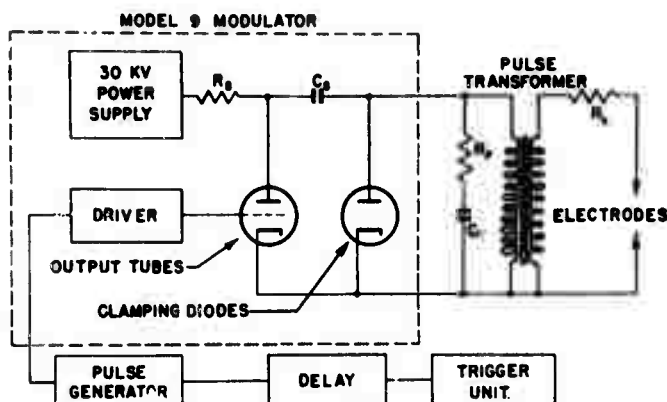 MODEL 9 MODULATOR
30 KV
POWER
SUPPLY
PULSE
TRANSFORMER
DRIVER
ELECTRODES
OUTPUT TUBES
CLAMPING DIODES
PULSE
GENERATOR
DELAY
TRIGGER
UNIT